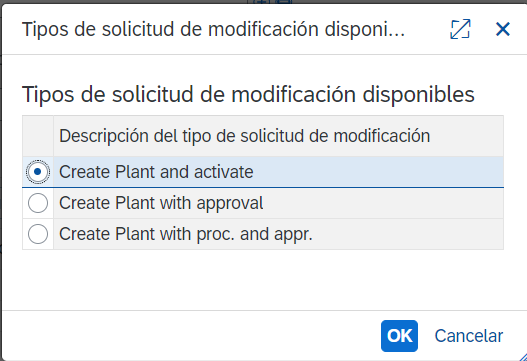 Tipos de solicitud de modificación disponi...
Tipos de solicitud de modificación disponibles
Descripción del tipo de solicitud de modificación
Create Plant and activate
Create Plant with approval
Create Plant with proc. and appr.
OK Cancelar